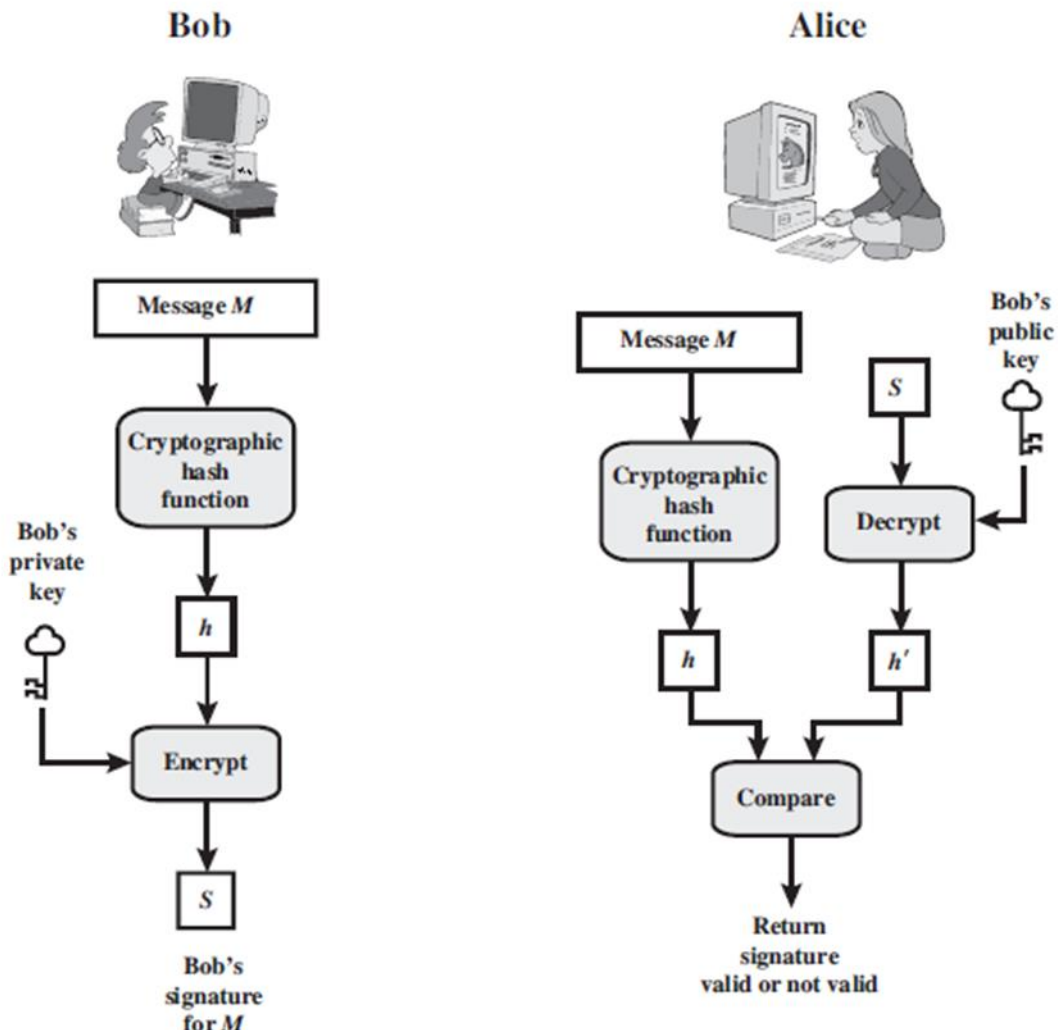 Bob
Message M
Cryptographic
hash
function
Bob's
private
key
h
Encrypt
S
Bob's
signature
for M
Alice
Message M
Bob's
public
key
S
Cryptographic
hash
function
Decrypt
h
h′
Compare
Return
signature
valid or not valid